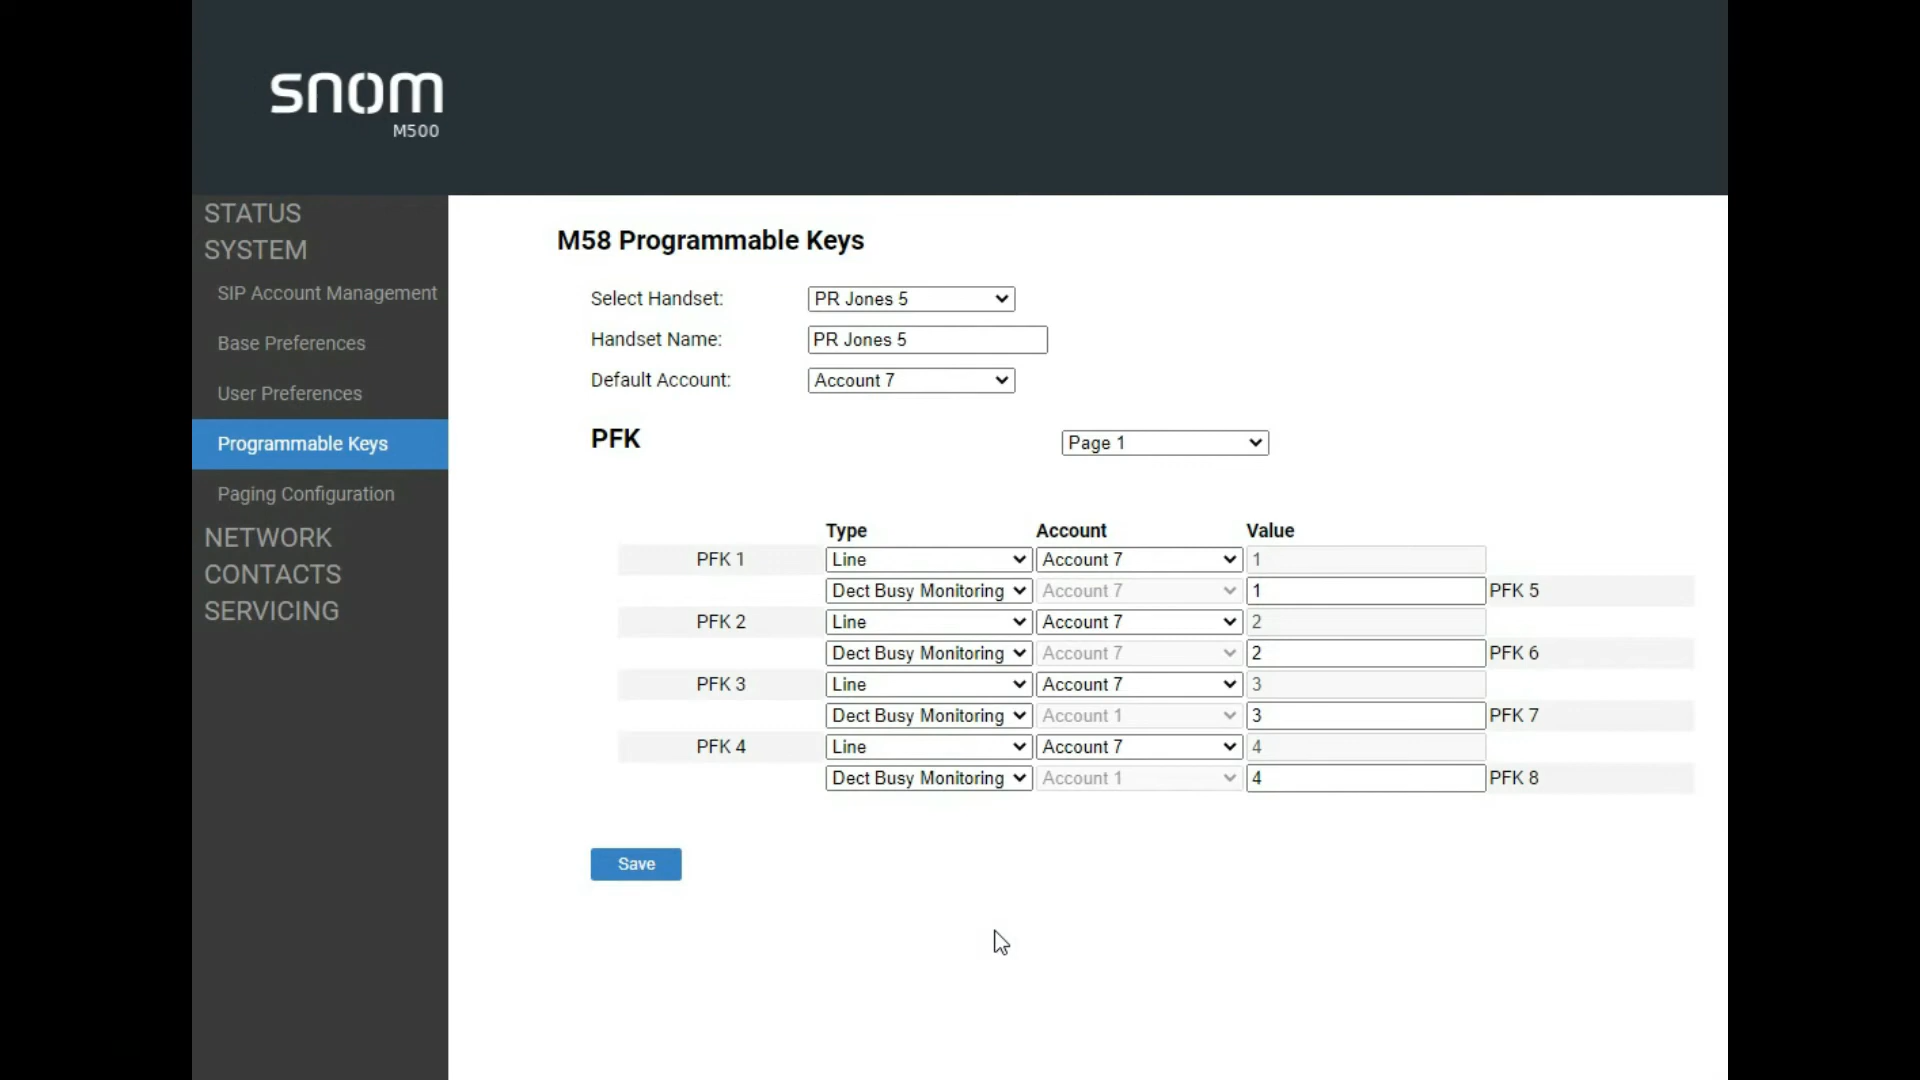 snom
M500
STATUS
SYSTEM
SIP Account Management
Base Preferences
User Preferences
Programmable Keys
Paging Configuration
NETWORK
CONTACTS
SERVICING
M58 Programmable Keys
Select Handset: PR Jones 5
Handset Name: PR Jones 5
Default Account: Account 7
PFK Page 1
Type Account Value
PFK 1 Line Account 7 1
Dect Busy Monitoring Account 7 1 PFK 5
PFK 2 Line Account 7 2
Dect Busy Monitoring Account 7 2 PFK 6
PFK 3 Line Account 7 3
Dect Busy Monitoring Account 1 3 PFK 7
PFK 4 Line Account 7 4
Dect Busy Monitoring Account 1 4 PFK 8
Save